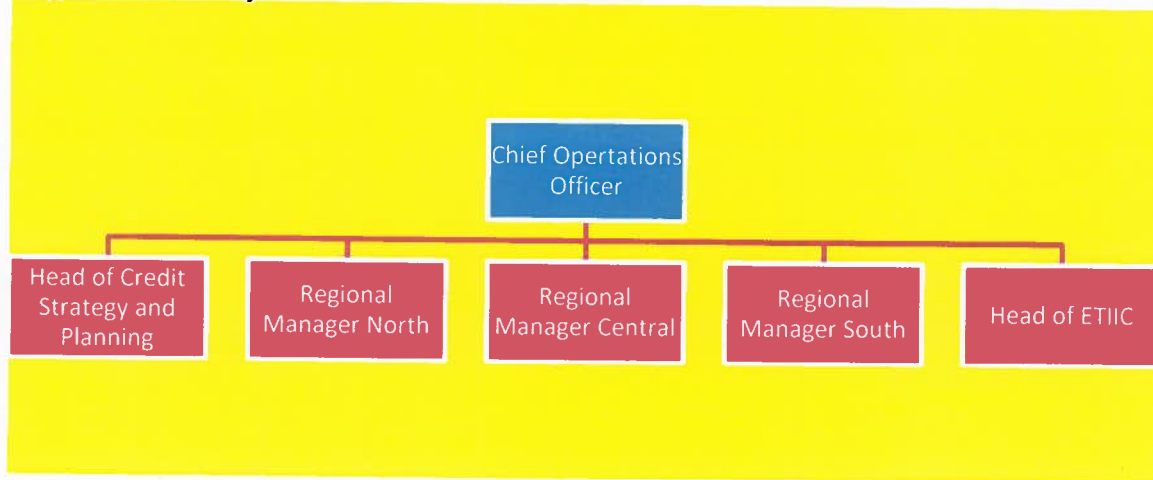 Chief Opertations
Officer
Head of Credit
Strategy and
Planning
Regional
Manager North
Regional
Manager Central
Regional
Manager South
Head of ETIIC